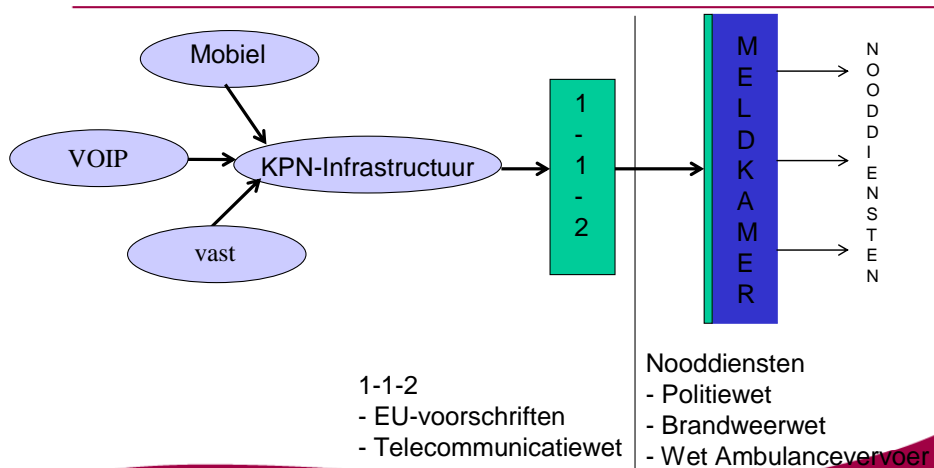 Mobiel
VOIP
KPN-Infrastructuur
vast
1
-
1
-
2
M
E
L
D
K
A
M
E
R
N
O
O
D
D
I
E
N
S
T
E
N
1-1-2
- EU-voorschriften
- Telecommunicatiewet
Nooddiensten
- Politiewet
- Brandweerwet
- Wet Ambulancevervoer